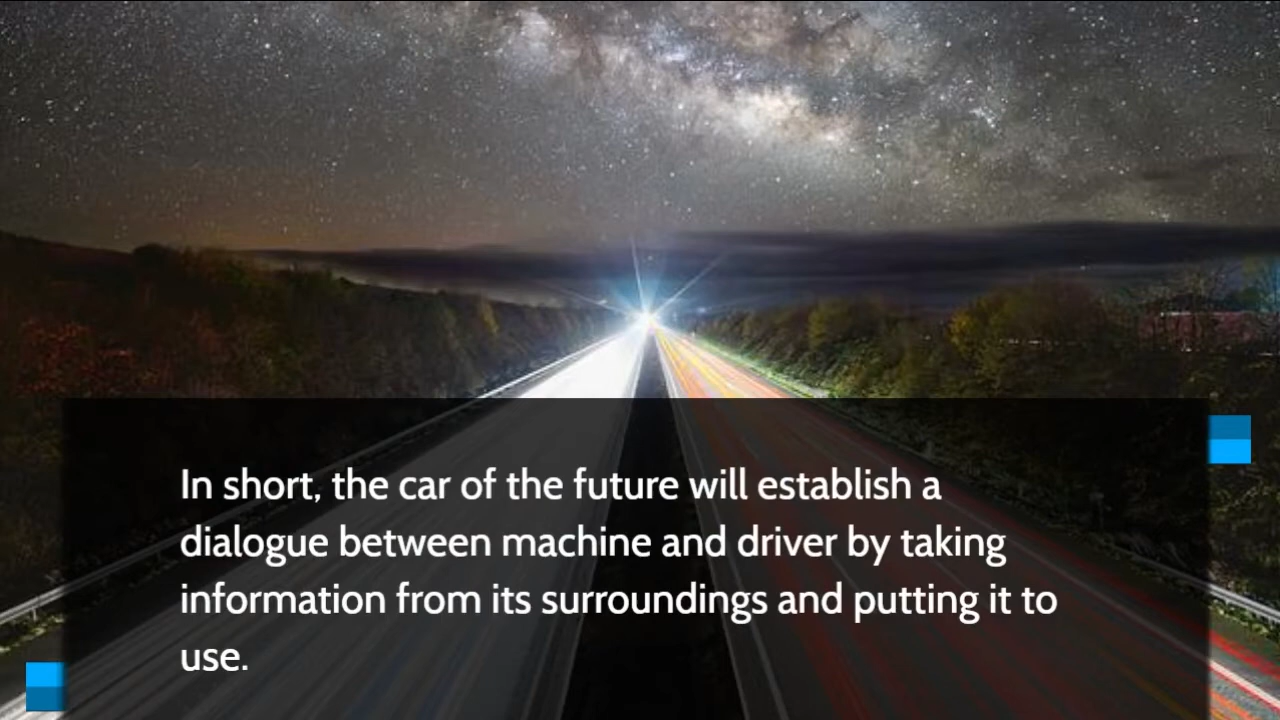 In short, the car of the future will establish a
dialogue between machine and driver by taking
information from its surroundings and putting it to
use.